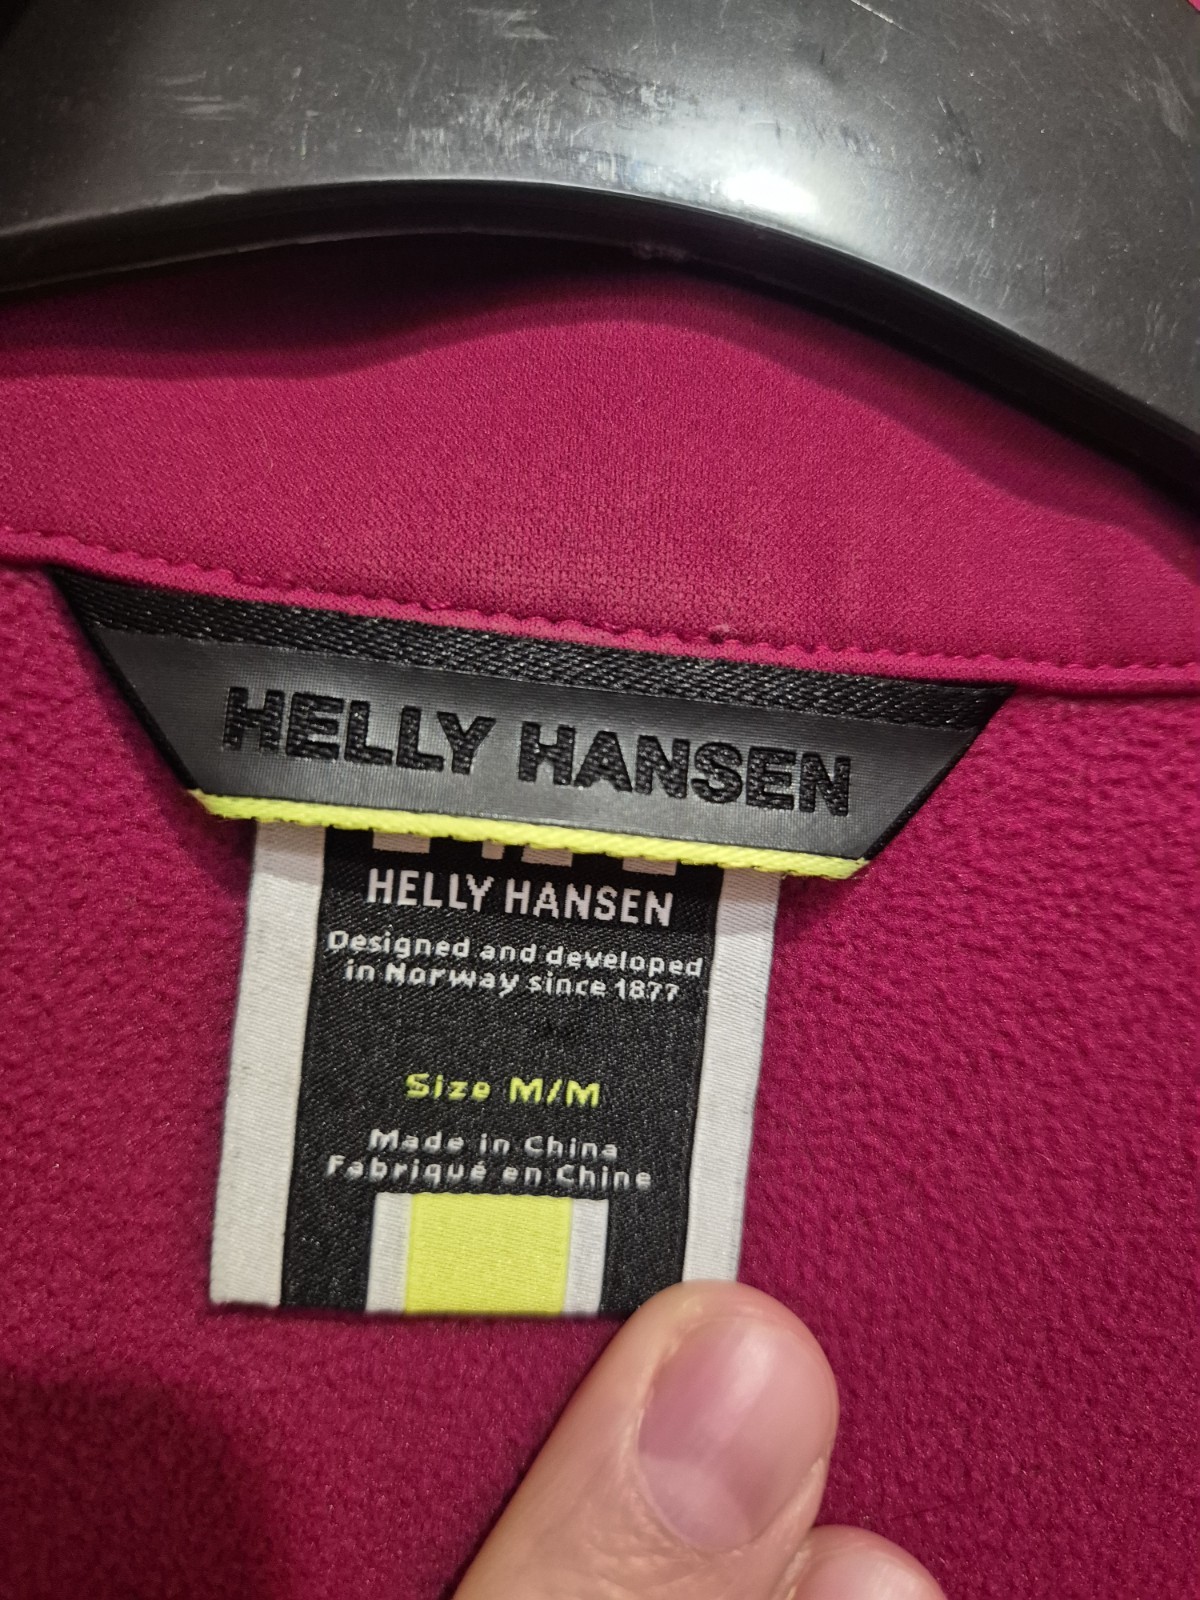 HELLY HANSEN
HELLY HANSEN
Designed and developed
in Norway since 1877
Size M/M
Made in China
Fabriqué en Chine